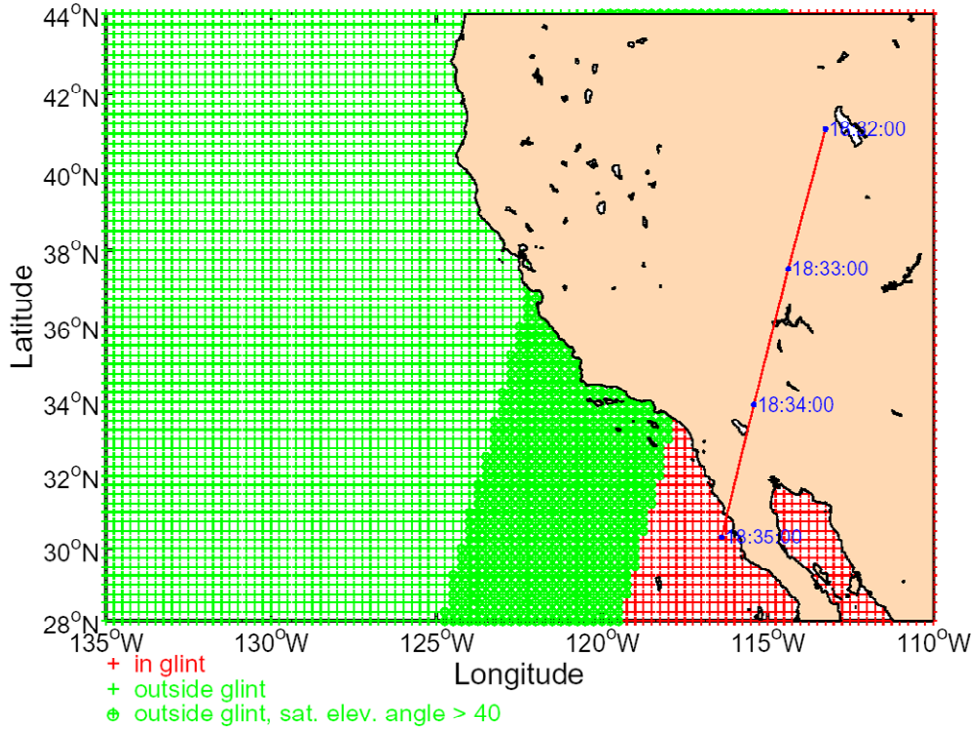 44°N
42°N
40°N
38°N
36°N
34°N
32°N
30°N
28°N
Latitude
18:32:00
18:33:00
18:34:00
18:35:00
135°W
130°W
125°W
120°W
115°W
110°W
Longitude
+ in glint
+ outside glint
⊕ outside glint, sat. elev. angle > 40